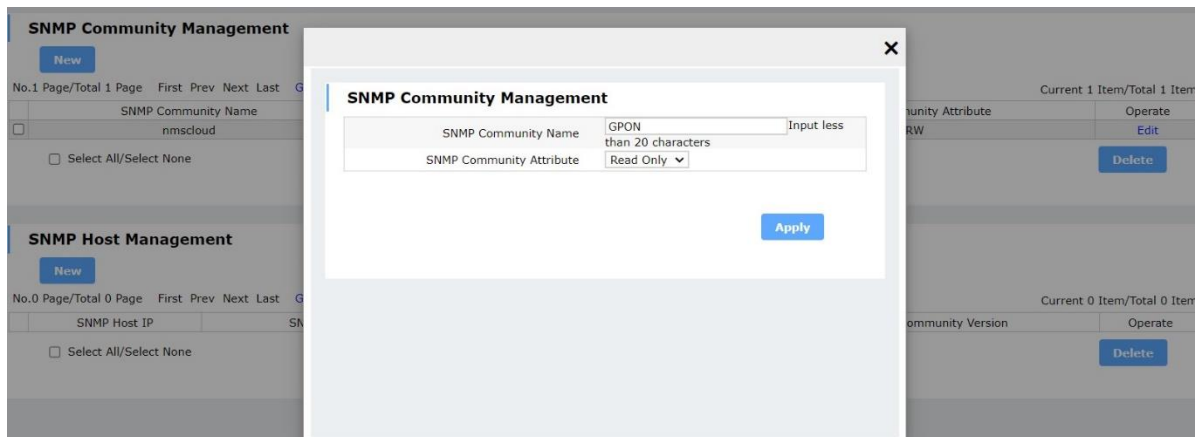 SNMP Community Management
New
No.1 Page/Total 1 Page First Prev Next Last G
Current 1 Item/Total 1 Item
SNMP Community Name
unity Attribute
Operate
nmscloud
RW
Edit
Select All/Select None
Delete
SNMP Host Management
New
No.0 Page/Total 0 Page First Prev Next Last G
Current 0 Item/Total 0 Item
SNMP Host IP
SN
ommunity Version
Operate
Select All/Select None
Delete
×
SNMP Community Management
SNMP Community Name GPON Input less
than 20 characters
SNMP Community Attribute Read Only
Apply